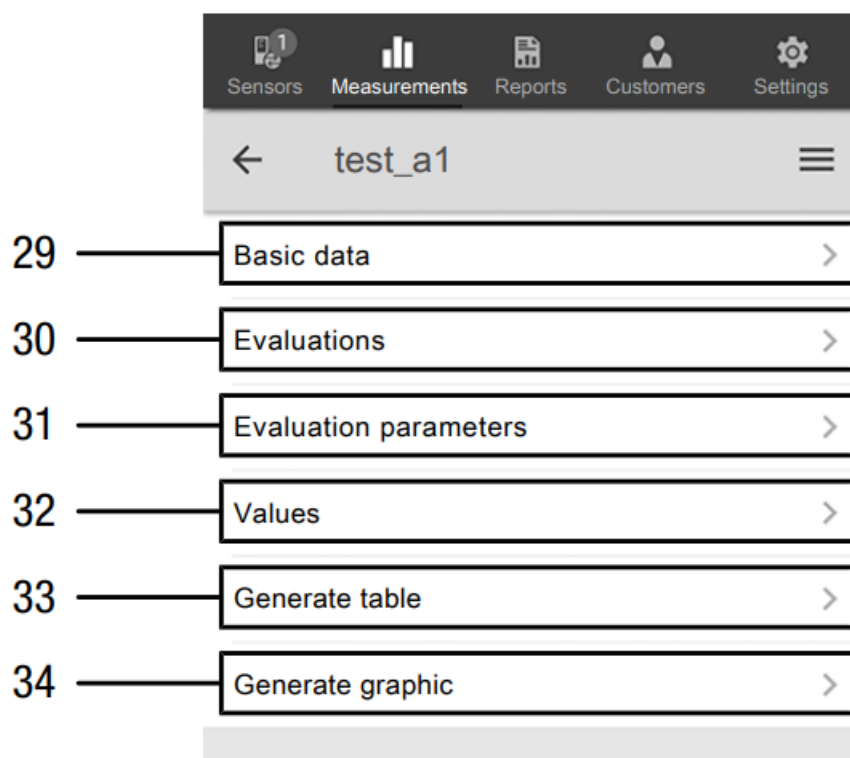 1
Sensors Measurements Reports Customers Settings
test_a1
29 Basic data
30 Evaluations
31 Evaluation parameters
32 Values
33 Generate table
34 Generate graphic